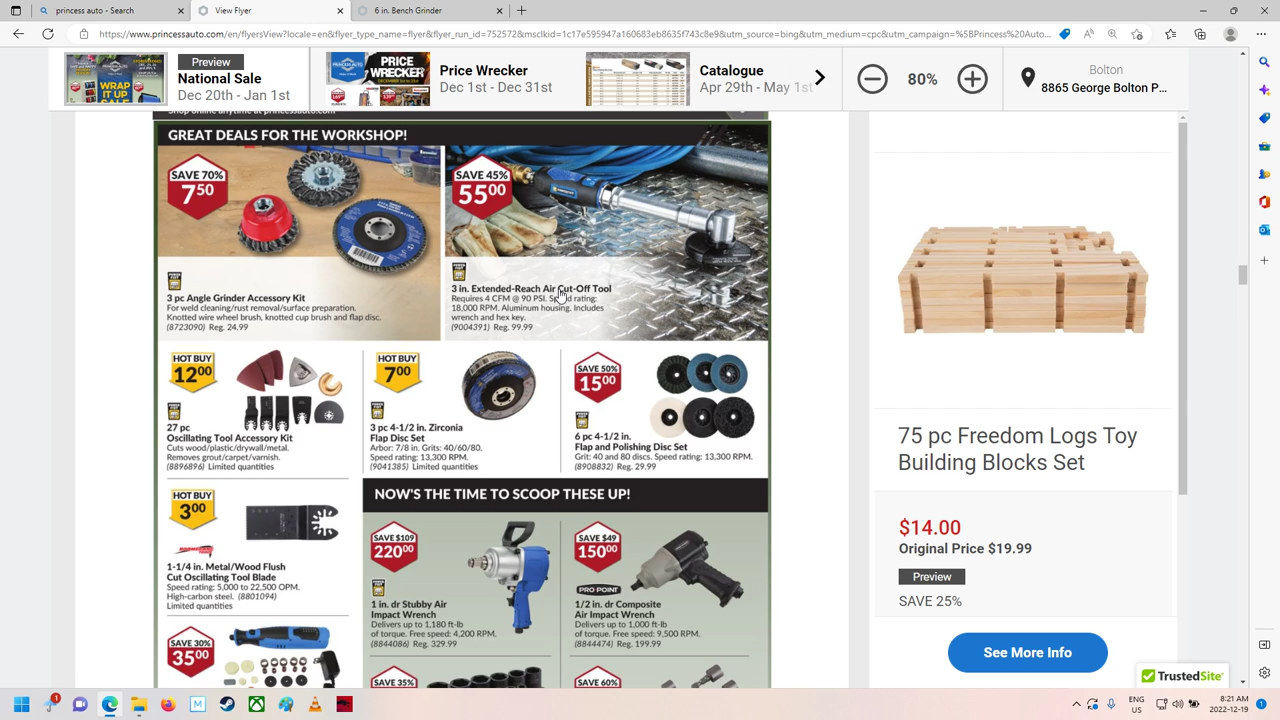 princess auto - Search
View Flyer
6 in. Bench Grinder
https://www.princessauto.com/en/flyersView?locale=en&flyer_type_name=flyer&flyer_run_id=752572&msclkid=1c17e595947a160683eb8635f743c8e9&utm_source=bing&utm_medium=cpc&utm_campaign=%5BPrincess%20Auto...
Preview
National Sale
Dec 20th - Jan 1st
WRAP
IT UP
SALE
PRICE
WRECKER
Price Wrecker
Dec 1st - Dec 31st
Catalogue
Apr 29th - May 1st
80%
Bolton
8865 George Bolton P...
Shop online anytime at princessauto.com
GREAT DEALS FOR THE WORKSHOP!
SAVE 70%
7 50
3 pc Angle Grinder Accessory Kit
For weld cleaning/rust removal/surface preparation.
Knotted wire wheel brush, knotted cup brush and flap disc.
(8723090) Reg. 24.99
SAVE 45%
55 00
3 in. Extended-Reach Air Cut-Off Tool
Requires 4 CFM @ 90 PSI. Speed rating:
18,000 RPM. Aluminum housing. Includes
wrench and hex key.
(9004391) Reg. 99.99
HOT BUY
12 00
27 pc
Oscillating Tool Accessory Kit
Cuts wood/plastic/drywall/metal.
Removes grout/carpet/varnish.
(8896896) Limited quantities
HOT BUY
7 00
3 pc 4-1/2 in. Zirconia
Flap Disc Set
Arbor: 7/8 in. Grits: 40/60/80.
Speed rating: 13,300 RPM.
(9041385) Limited quantities
SAVE 50%
15 00
6 pc 4-1/2 in.
Flap and Polishing Disc Set
Grit: 40 and 80 discs. Speed rating: 13,300 RPM.
(8908832) Reg. 29.99
HOT BUY
3 00
1-1/4 in. Metal/Wood Flush
Cut Oscillating Tool Blade
Speed rating: 5,000 to 22,500 OPM.
High-carbon steel. (8801094)
Limited quantities
SAVE 30%
35 00
NOW'S THE TIME TO SCOOP THESE UP!
SAVE $109
220 00
1 in. dr Stubby Air
Impact Wrench
Delivers up to 1,180 ft-lb
of torque. Free speed: 4,200 RPM.
(8844086) Reg. 329.99
SAVE $49
150 00
PRO POINT
1/2 in. dr Composite
Air Impact Wrench
Delivers up to 1,000 ft-lb
of torque. Free speed: 9,500 RPM.
(8844474) Reg. 199.99
SAVE 35%
SAVE 60%
75 pc Freedom Logs Toy
Building Blocks Set
$14.00
Original Price $19.99
Preview
SAVE 25%
See More Info
TrustedSite
1
ENG
US
8:21 AM
2022-12-19
1